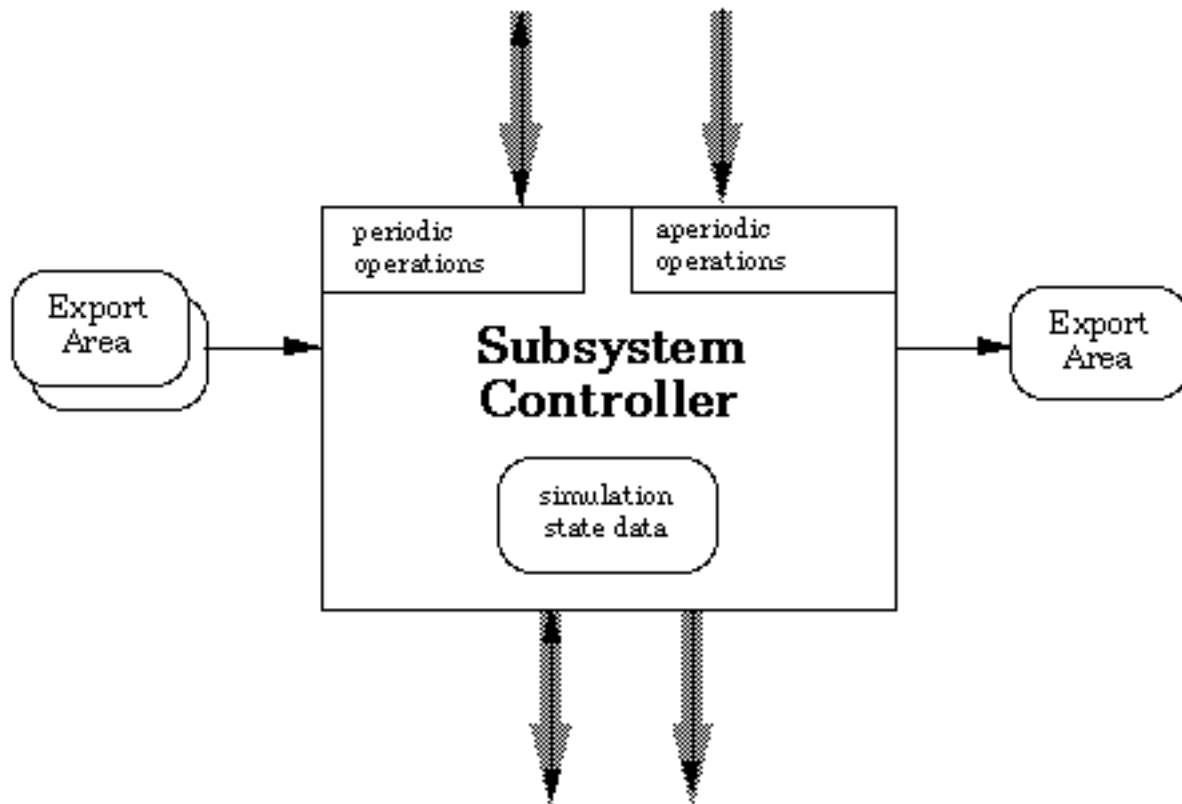 periodic
operations
aperiodic
operations
Export
Area
Subsystem
Controller
Export
Area
simulation
state data